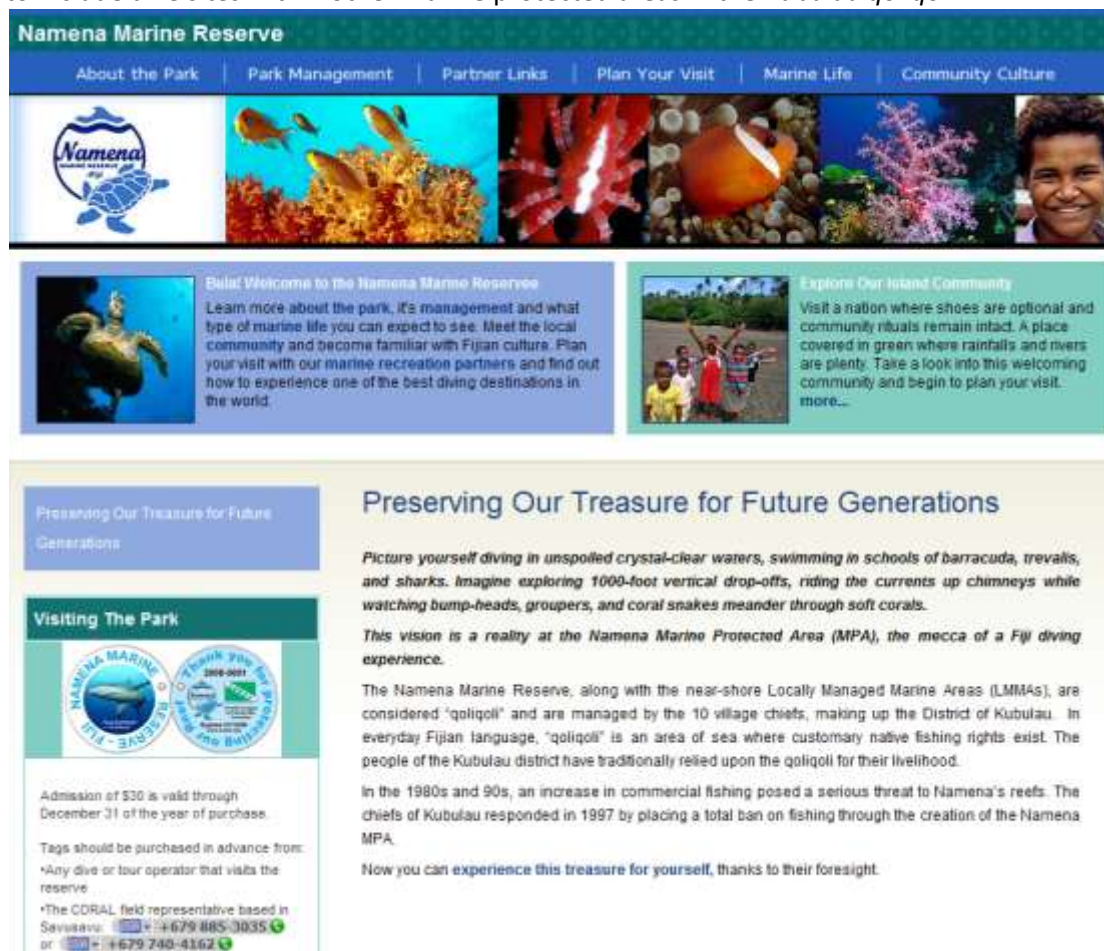 Namena Marine Reserve
About the Park | Park Management | Partner Links | Plan Your Visit | Marine Life | Community Culture
Namena
MARINE RESERVE
Fiji
Bula! Welcome to the Namena Marine Reservee
Learn more about the park, it's management and what
type of marine life you can expect to see. Meet the local
community and become familiar with Fijian culture. Plan
your visit with our marine recreation partners and find out
how to experience one of the best diving destinations in
the world.
Explore Our Island Community
Visit a nation where shoes are optional and
community rituals remain intact. A place
covered in green where rainfalls and rivers
are plenty. Take a look into this welcoming
community and begin to plan your visit.
more...
Preserving Our Treasure for Future
Generations
Visiting The Park
NAMENA MARINE
RESERVE - FIJI
Thank you for protecting our Reef
2008-0001
Admission of $30 is valid through
December 31 of the year of purchase.
Tags should be purchased in advance from:
•Any dive or tour operator that visits the
reserve
•The CORAL field representative based in
Savusavu: +679 885-3035
or +679 740-4162
Preserving Our Treasure for Future Generations
Picture yourself diving in unspoiled crystal-clear waters, swimming in schools of barracuda, trevalis,
and sharks. Imagine exploring 1000-foot vertical drop-offs, riding the currents up chimneys while
watching bump-heads, groupers, and coral snakes meander through soft corals.
This vision is a reality at the Namena Marine Protected Area (MPA), the mecca of a Fiji diving
experience.
The Namena Marine Reserve, along with the near-shore Locally Managed Marine Areas (LMMAs), are
considered "qoliqoli" and are managed by the 10 village chiefs, making up the District of Kubulau. In
everyday Fijian language, "qoliqoli" is an area of sea where customary native fishing rights exist. The
people of the Kubulau district have traditionally relied upon the qoliqoli for their livelihood.
In the 1980s and 90s, an increase in commercial fishing posed a serious threat to Namena's reefs. The
chiefs of Kubulau responded in 1997 by placing a total ban on fishing through the creation of the Namena
MPA.
Now you can experience this treasure for yourself, thanks to their foresight.